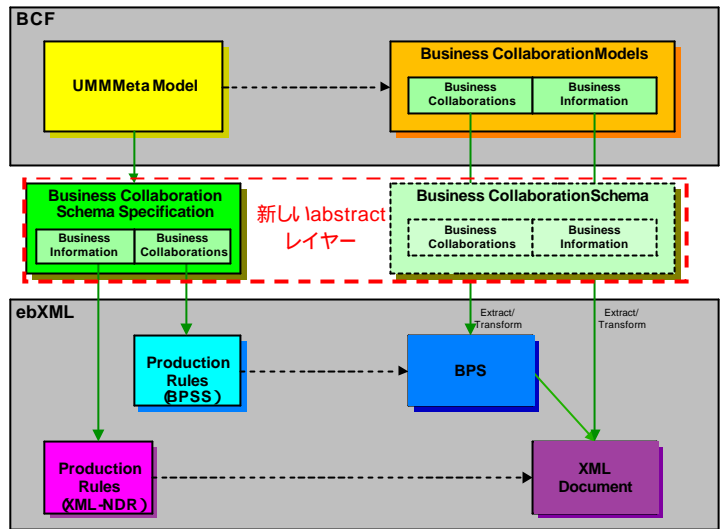 BCF
UMMMeta Model
Business CollaborationModels
Business
Collaborations
Business
Information
Business Collaboration
Schema Specification
Business
Information
Business
Collaborations
新しいabstract
レイヤー
Business CollaborationSchema
Business
Collaborations
Business
Information
ebXML
Extract/
Transform
Extract/
Transform
Production
Rules
(BPSS)
BPS
Production
Rules
(XML-NDR)
XML
Document